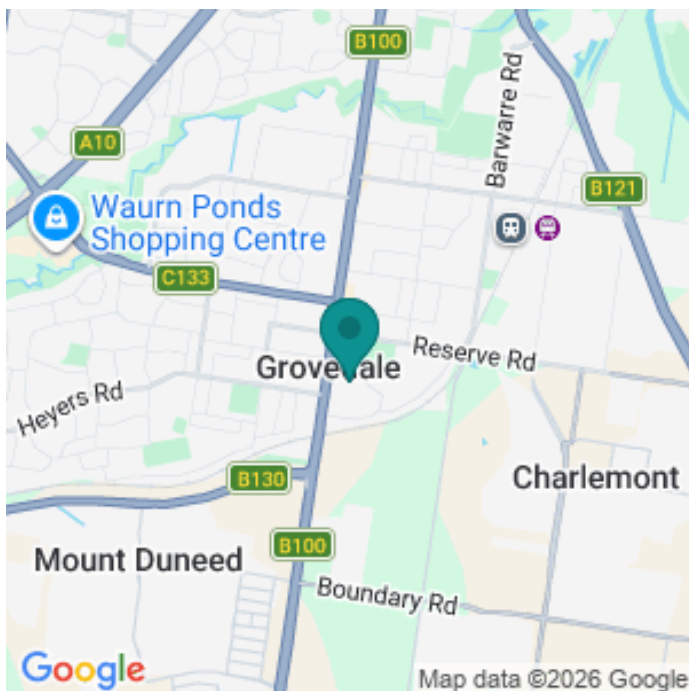 B100
Barwarre Rd
A10
B121
Waurn Ponds
Shopping Centre
C133
Grovedale
Reserve Rd
Heyers Rd
B130
Charlemont
B100
Mount Duneed
Boundary Rd
Google
Map data ©2026 Google